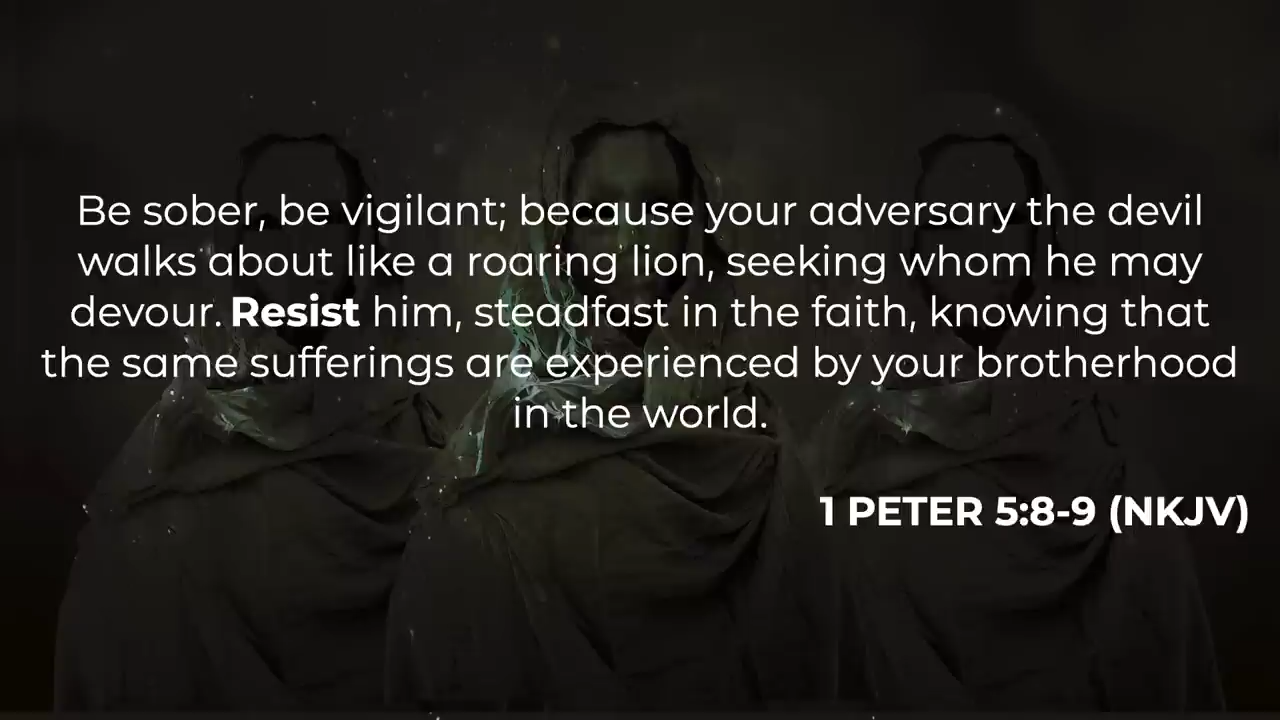 Be sober, be vigilant; because your adversary the devil
walks about like a roaring lion, seeking whom he may
devour. Resist him, steadfast in the faith, knowing that
the same sufferings are experienced by your brotherhood
in the world.
1 PETER 5:8-9 (NKJV)